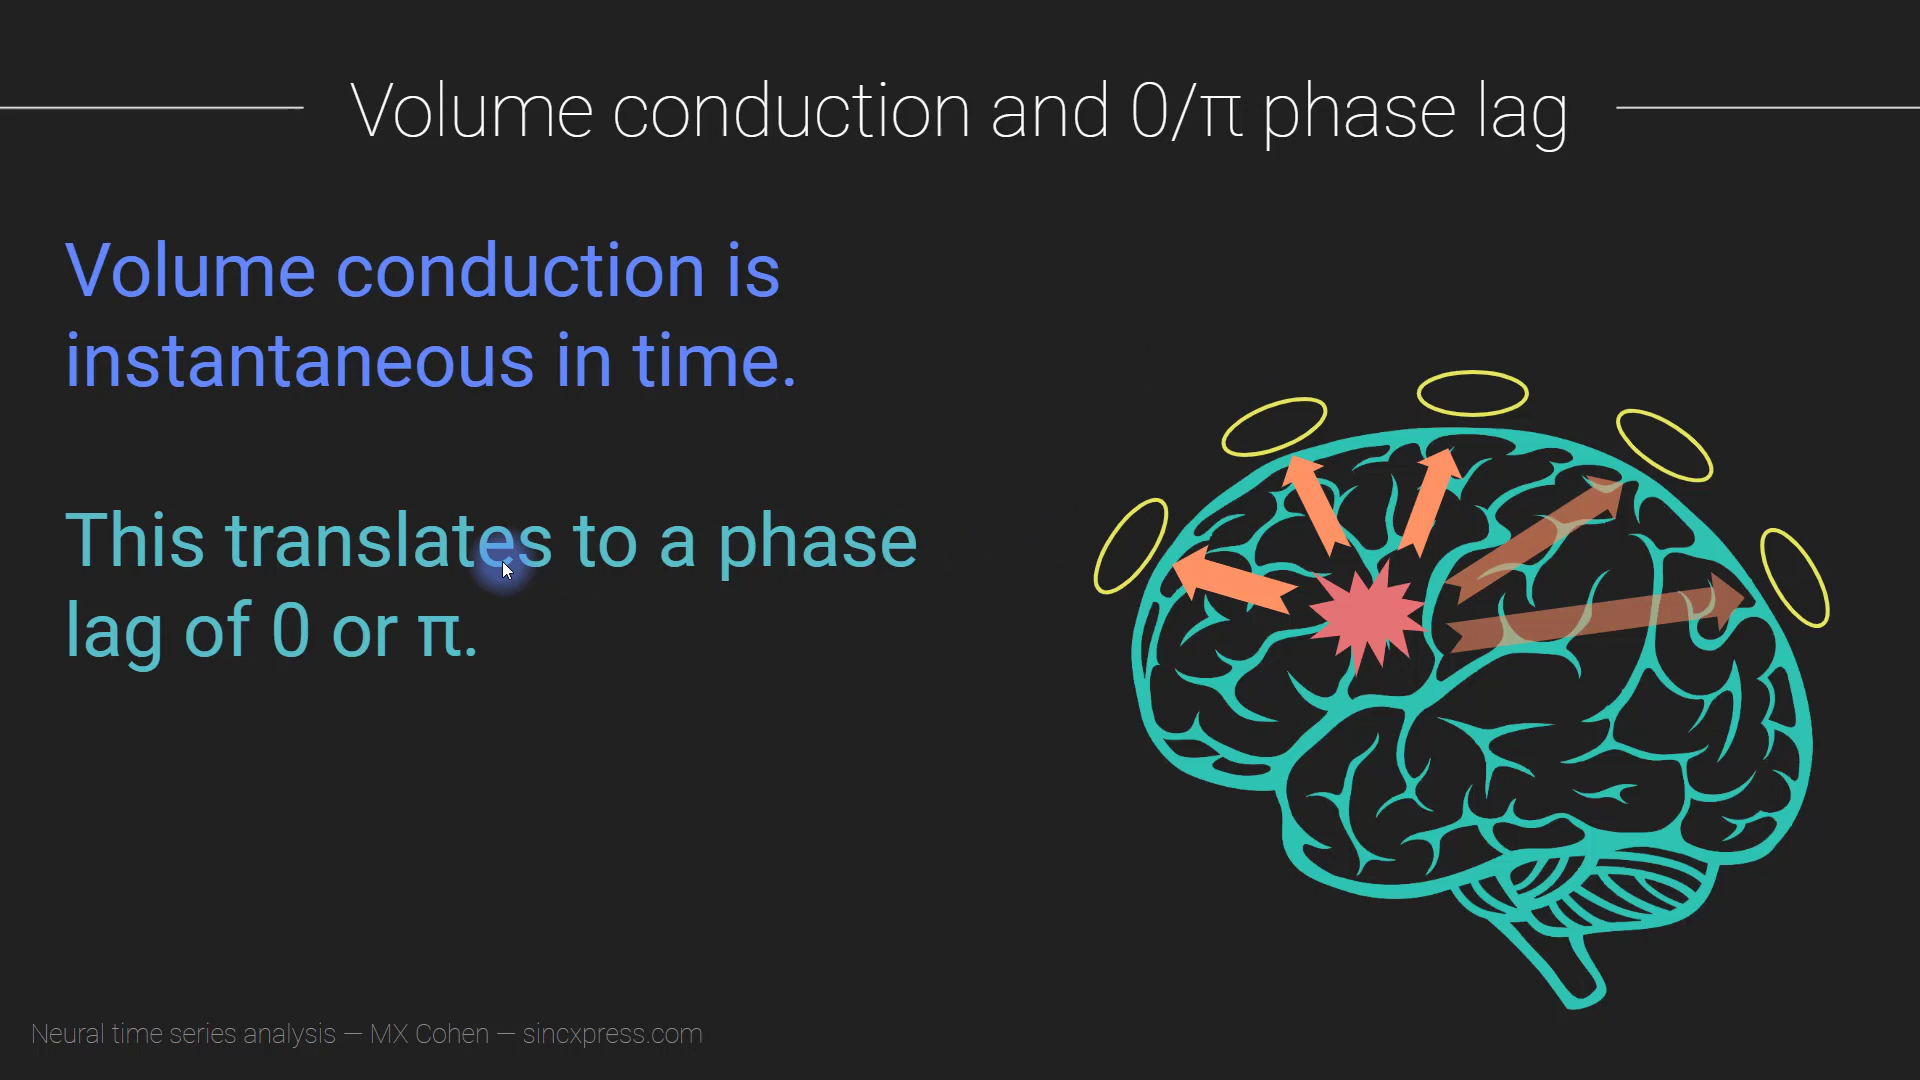 Volume conduction and 0/π phase lag
Volume conduction is
instantaneous in time.
This translates to a phase
lag of 0 or π.
Neural time series analysis — MX Cohen — sincxpress.com